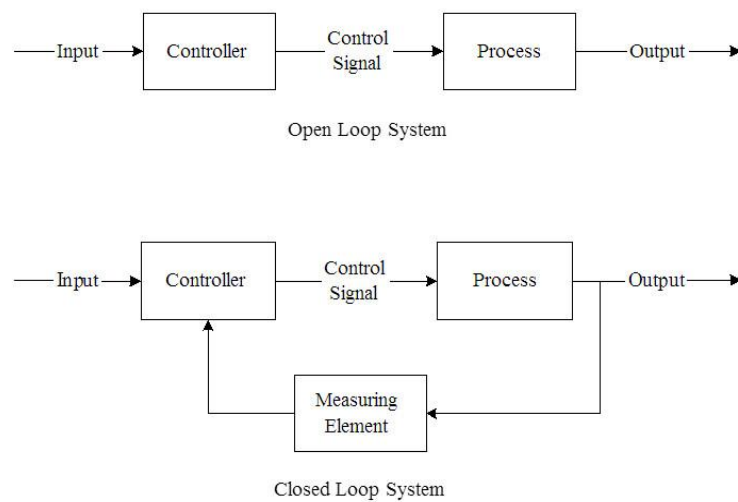 Input
Controller
Control
Signal
Process
Output
Open Loop System
Input
Controller
Control
Signal
Process
Output
Measuring
Element
Closed Loop System